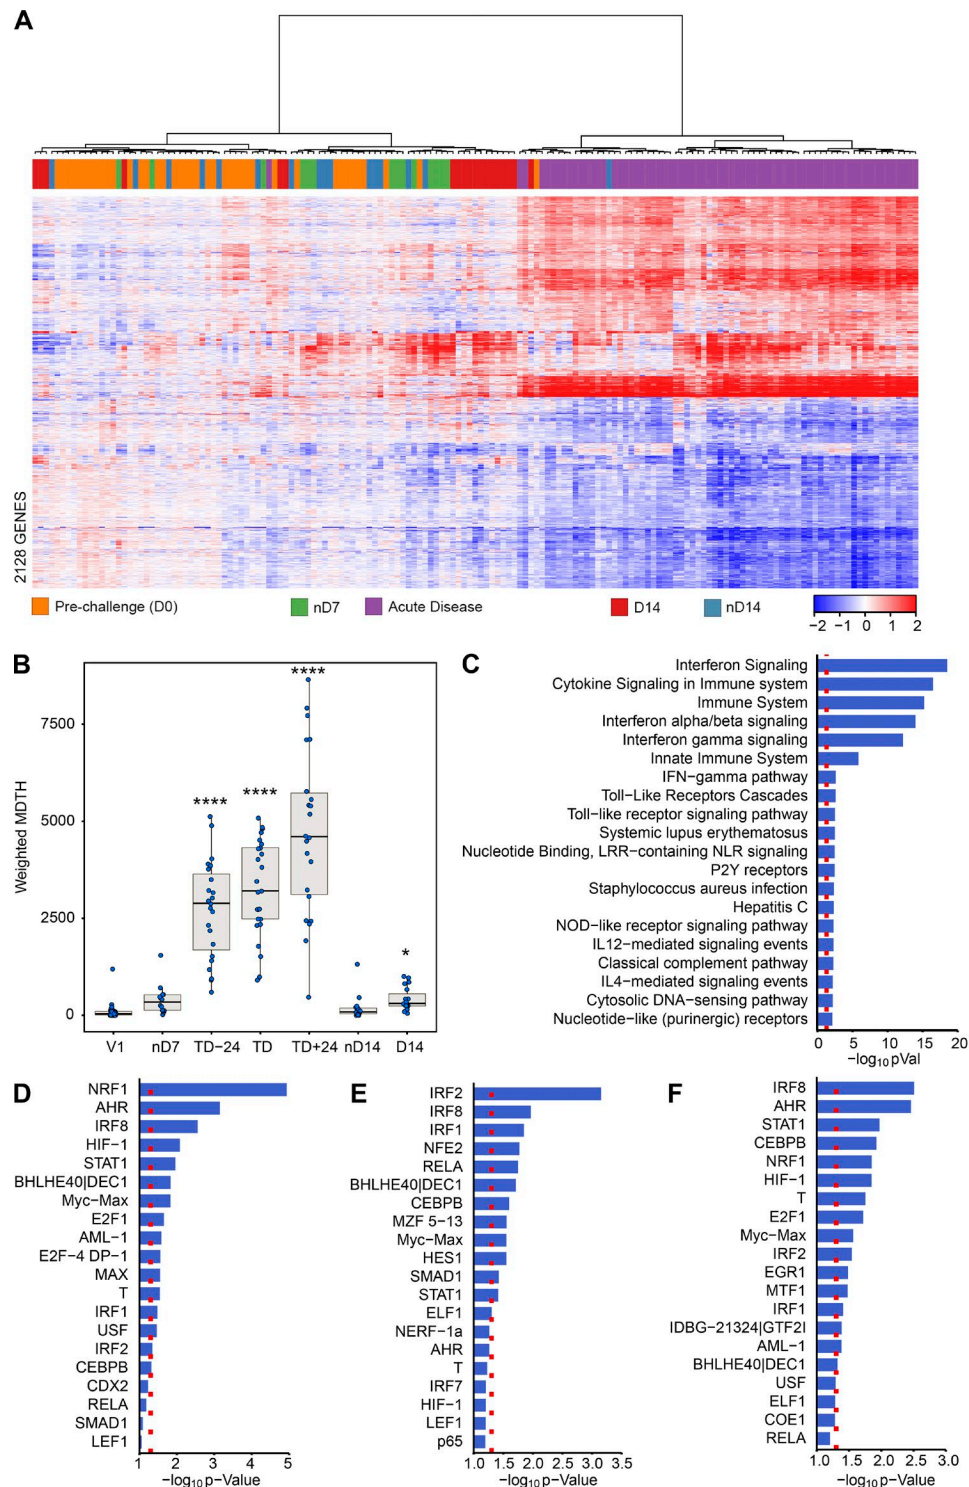 A
2128 GENES
Pre-challenge (D0)
nD7
Acute Disease
D14
nD14
−2 −1 0 1 2
B
Weighted MDTH
7500
5000
2500
0
****
****
****
*
V1 nD7 TD−24 TD TD+24 nD14 D14
C
Interferon Signaling
Cytokine Signaling in Immune system
Immune System
Interferon alpha/beta signaling
Interferon gamma signaling
Innate Immune System
IFN−gamma pathway
Toll−Like Receptors Cascades
Toll−like receptor signaling pathway
Systemic lupus erythematosus
Nucleotide Binding, LRR−containing NLR signaling
P2Y receptors
Staphylococcus aureus infection
Hepatitis C
NOD−like receptor signaling pathway
IL12−mediated signaling events
Classical complement pathway
IL4−mediated signaling events
Cytosolic DNA−sensing pathway
Nucleotide−like (purinergic) receptors
0 5 10 15 20
−log10 pVal
D
NRF1
AHR
IRF8
HIF−1
STAT1
BHLHE40|DEC1
Myc−Max
E2F1
AML−1
E2F−4 DP−1
MAX
T
IRF1
USF
IRF2
CEBPB
CDX2
RELA
SMAD1
LEF1
1 2 3 4 5
−log10 p−Value
E
IRF2
IRF8
IRF1
NFE2
RELA
BHLHE40|DEC1
CEBPB
MZF 5−13
Myc−Max
HES1
SMAD1
STAT1
ELF1
NERF−1a
AHR
T
IRF7
HIF−1
LEF1
p65
1.0 1.5 2.0 2.5 3.0 3.5
−log10 p−Value
F
IRF8
AHR
STAT1
CEBPB
NRF1
HIF−1
T
E2F1
Myc−Max
IRF2
EGR1
MTF1
IRF1
IDBG−21324|GTF2I
AML−1
BHLHE40|DEC1
USF
ELF1
COE1
RELA
1.0 1.5 2.0 2.5 3.0
−log10 p−Value